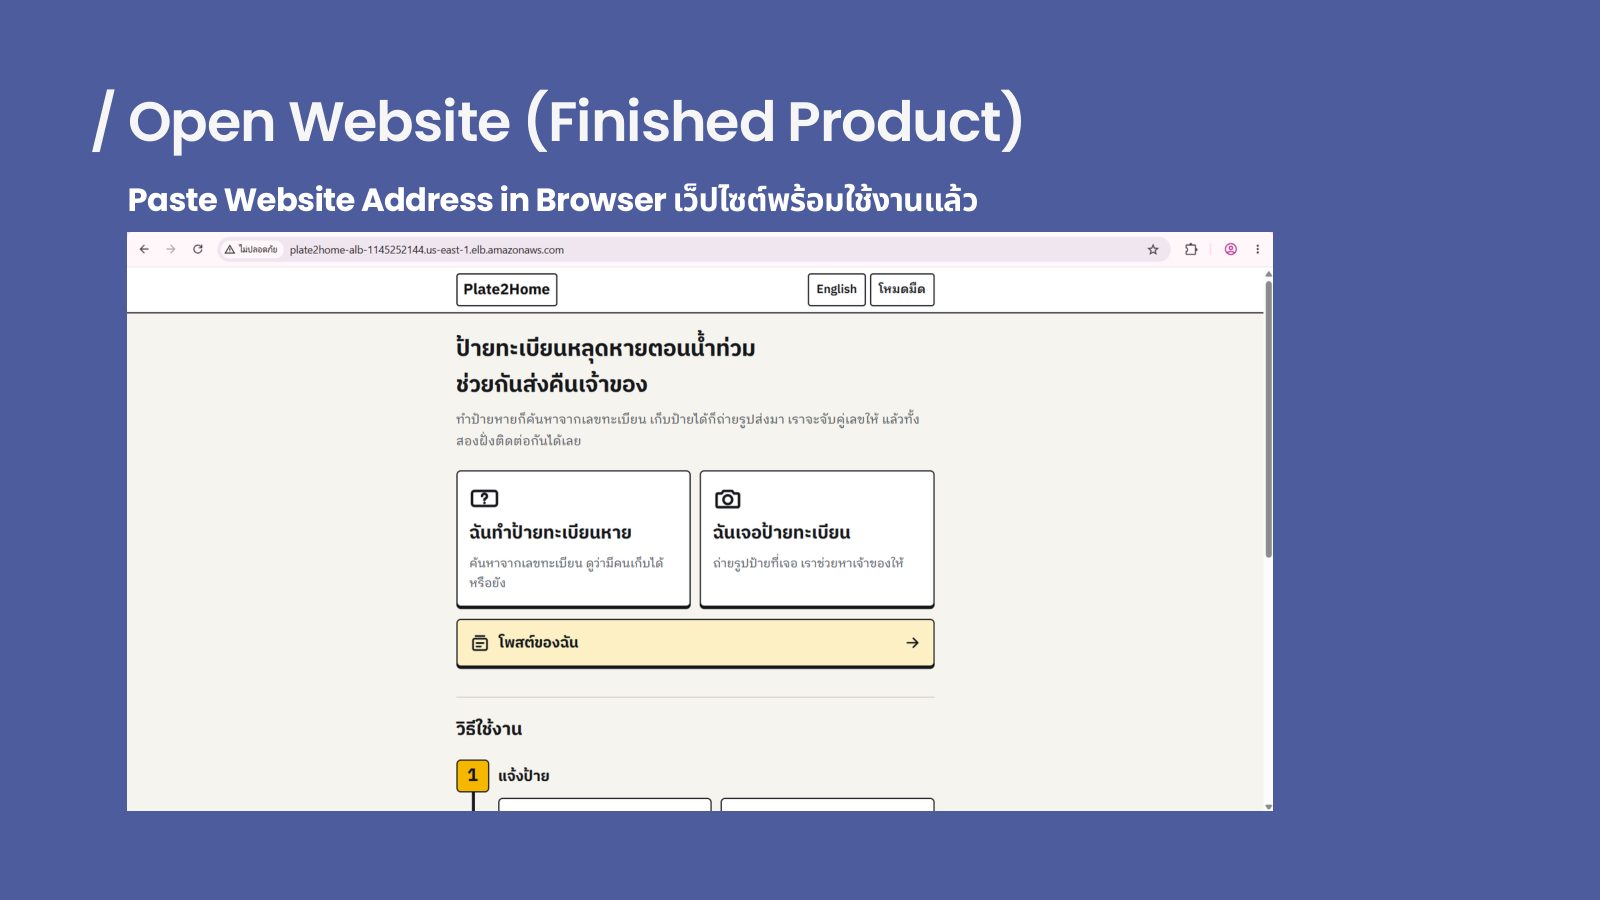 / Open Website (Finished Product)
Paste Website Address in Browser เว็ปไซต์พร้อมใช้งานแล้ว
ไม่ปลอดภัย plate2home-alb-1145252144.us-east-1.elb.amazonaws.com
Plate2Home English โหมดมืด
ป้ายทะเบียนหลุดหายตอนน้ำท่วม
ช่วยกันส่งคืนเจ้าของ
ทำป้ายหายก็ค้นหาจากเลขทะเบียน เก็บป้ายได้ก็ถ่ายรูปส่งมา เราจะจับคู่เลขให้ แล้วทั้ง
สองฝั่งติดต่อกันได้เลย
ฉันทำป้ายทะเบียนหาย
ค้นหาจากเลขทะเบียน ดูว่ามีคนเก็บได้
หรือยัง
ฉันเจอป้ายทะเบียน
ถ่ายรูปป้ายที่เจอ เราช่วยหาเจ้าของให้
โพสต์ของฉัน
วิธีใช้งาน
1 แจ้งป้าย